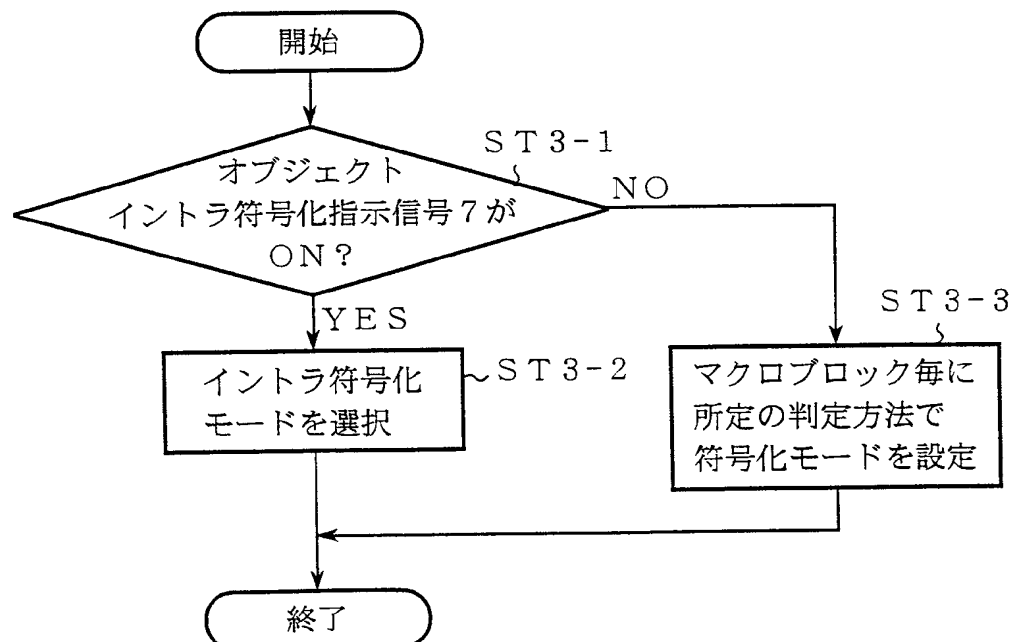 開始
ST3-1
オブジェクト
イントラ符号化指示信号7が
ON?
NO
YES
ST3-3
イントラ符号化
モードを選択
ST3-2
マクロブロック毎に
所定の判定方法で
符号化モードを設定
終了